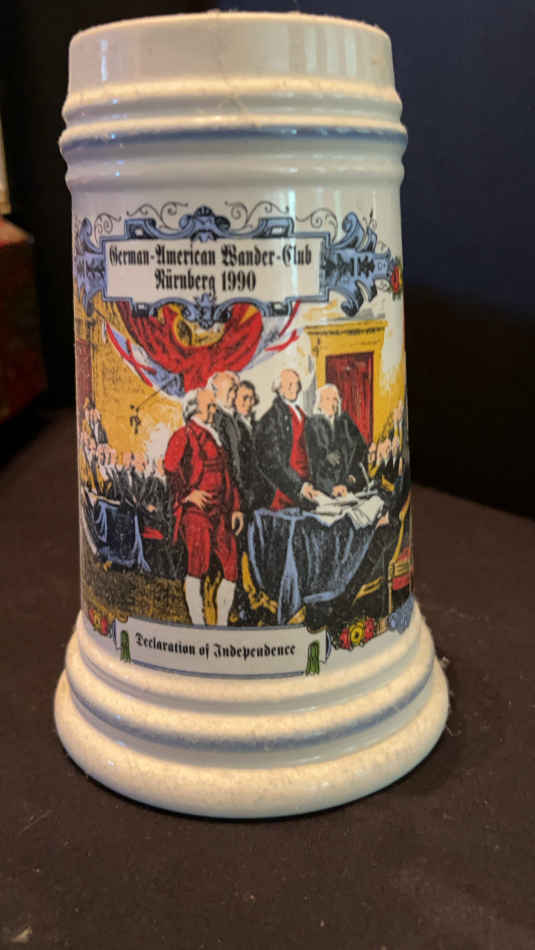 German-American Wander-Club
Nürnberg 1990
Declaration of Independence